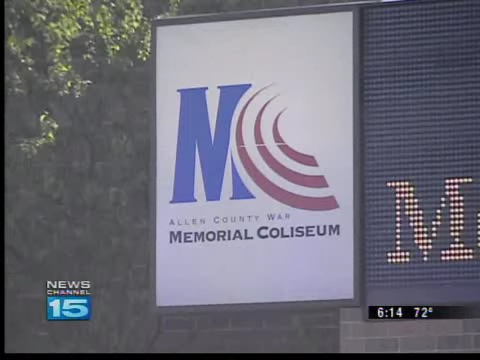 M
ALLEN COUNTY WAR
MEMORIAL COLISEUM
M
NEWS
CHANNEL
15
6:14 72°